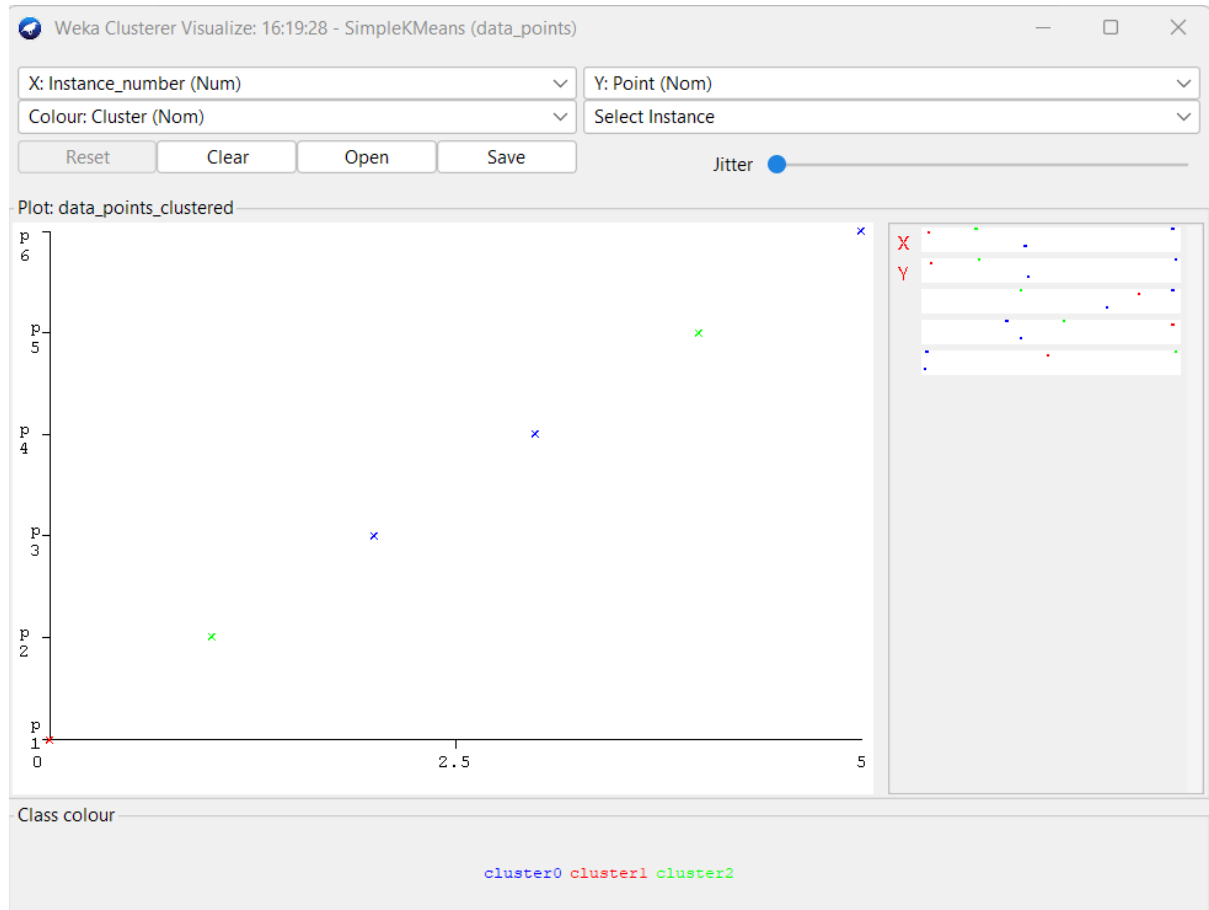 Weka Clusterer Visualize: 16:19:28 - SimpleKMeans (data_points)
X: Instance_number (Num)
Y: Point (Nom)
Colour: Cluster (Nom)
Select Instance
Reset
Clear
Open
Save
Jitter
Plot: data_points_clustered
p
6
p
5
p
4
p
3
p
2
p
1
0
2.5
5
X
Y
Class colour
cluster0 cluster1 cluster2